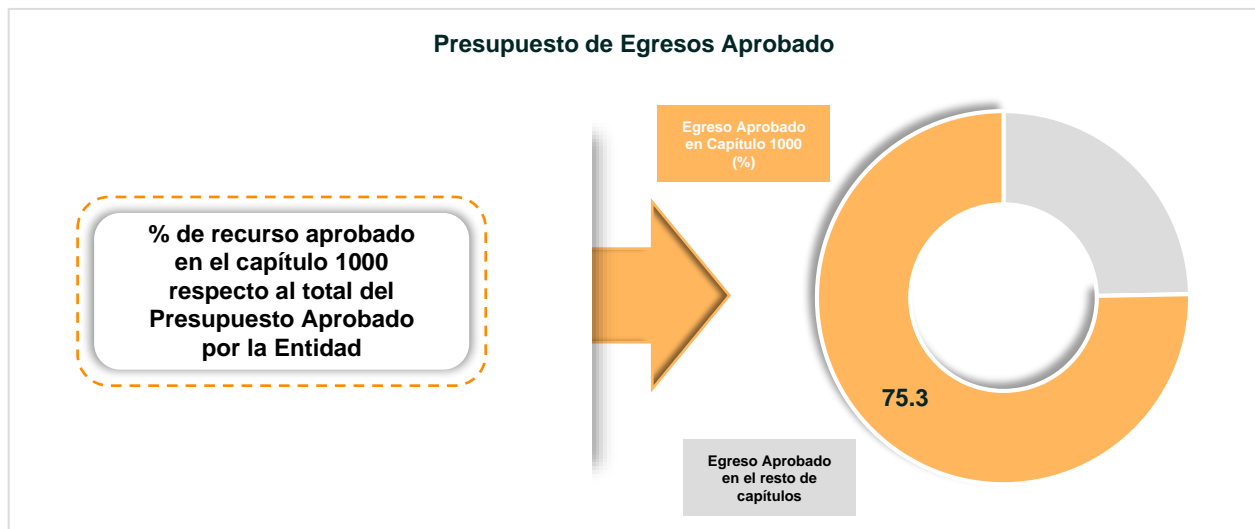 Presupuesto de Egresos Aprobado
Egreso Aprobado
en Capítulo 1000
(%)
% de recurso aprobado
en el capítulo 1000
respecto al total del
Presupuesto Aprobado
por la Entidad
75.3
Egreso Aprobado
en el resto de
capítulos